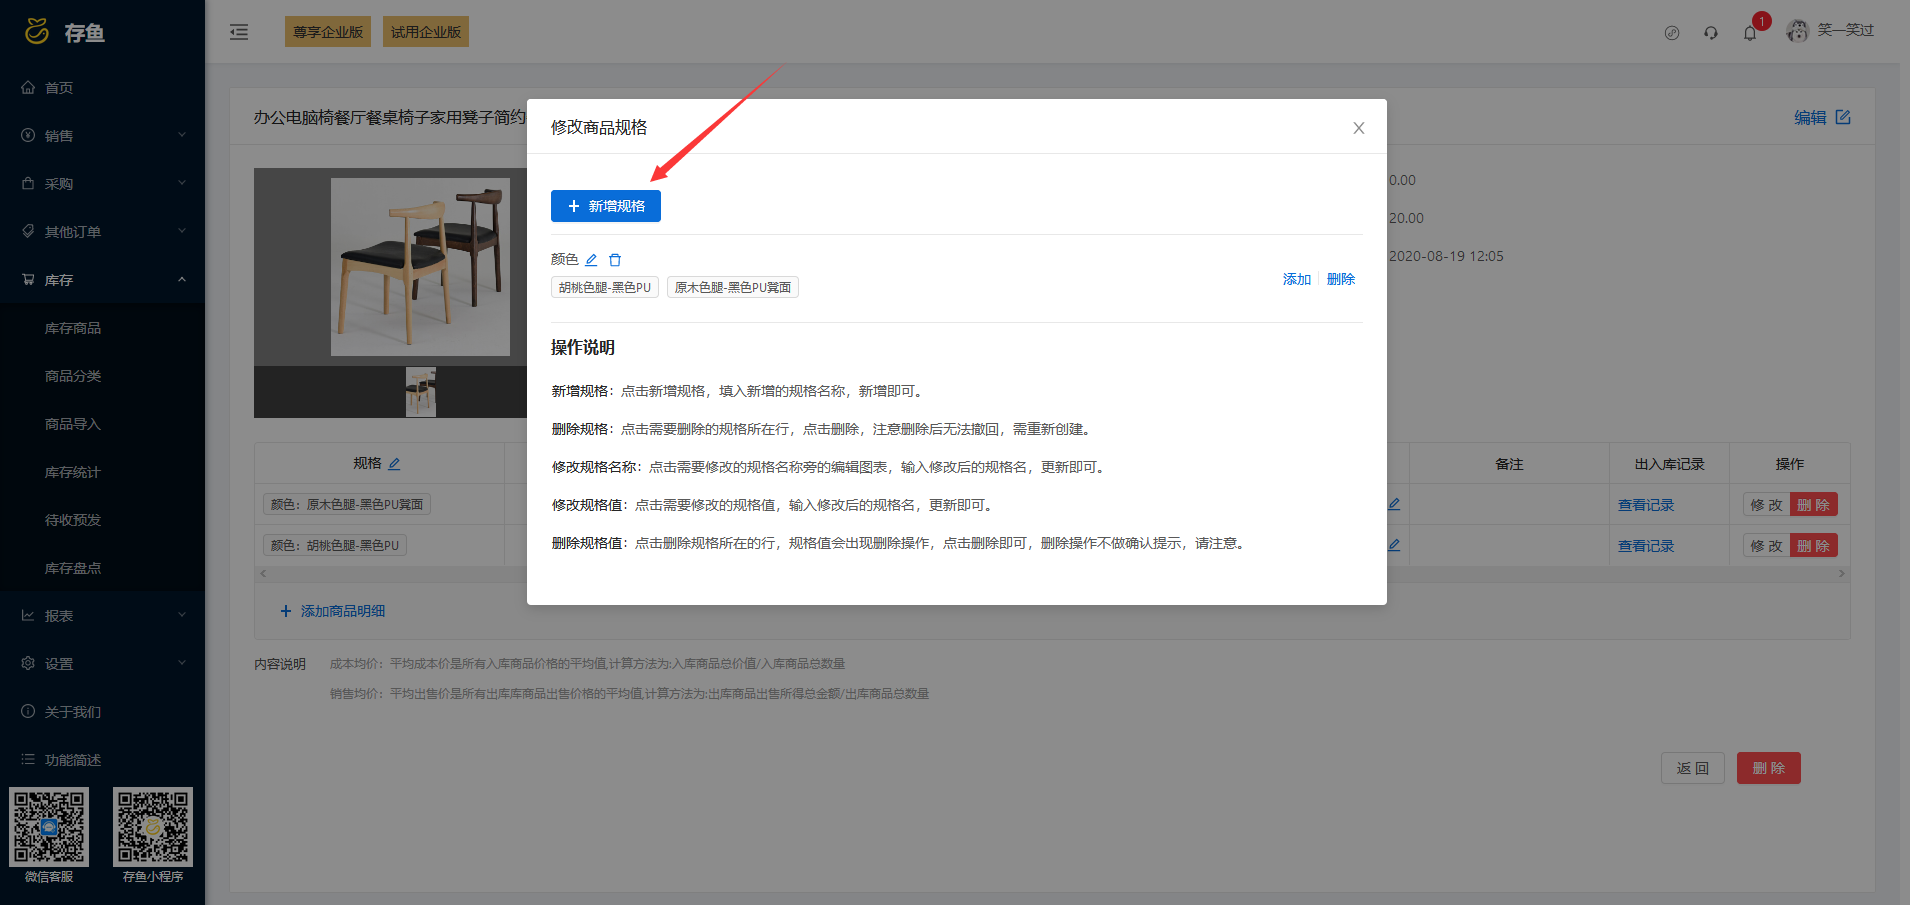 存鱼
尊享企业版
试用企业版
1
笑一笑过
首页
销售
采购
其他订单
库存
库存商品
商品分类
商品导入
库存统计
待收预发
库存盘点
报表
设置
关于我们
功能简述
微信客服
存鱼小程序
办公电脑椅餐厅餐桌椅子家用凳子简约
编辑
0.00
20.00
2020-08-19 12:05
修改商品规格
新增规格
颜色
胡桃色腿-黑色PU
原木色腿-黑色PU凳面
添加
删除
操作说明
新增规格：点击新增规格，填入新增的规格名称，新增即可。
删除规格：点击需要删除的规格所在行，点击删除，注意删除后无法撤回，需重新创建。
修改规格名称：点击需要修改的规格名称旁的编辑图表，输入修改后的规格名，更新即可。
修改规格值：点击需要修改的规格值，输入修改后的规格名，更新即可。
删除规格值：点击删除规格所在的行，规格值会出现删除操作，点击删除即可，删除操作不做确认提示，请注意。
规格
备注
出入库记录
操作
颜色：原木色腿-黑色PU凳面
查看记录
修 改
删 除
颜色：胡桃色腿-黑色PU
查看记录
修 改
删 除
添加商品明细
内容说明
成本均价：平均成本价是所有入库商品价格的平均值,计算方法为:入库商品总价值/入库商品总数量
销售均价：平均出售价是所有出库库商品出售价格的平均值,计算方法为:出库商品出售所得总金额/出库商品总数量
返 回
删 除